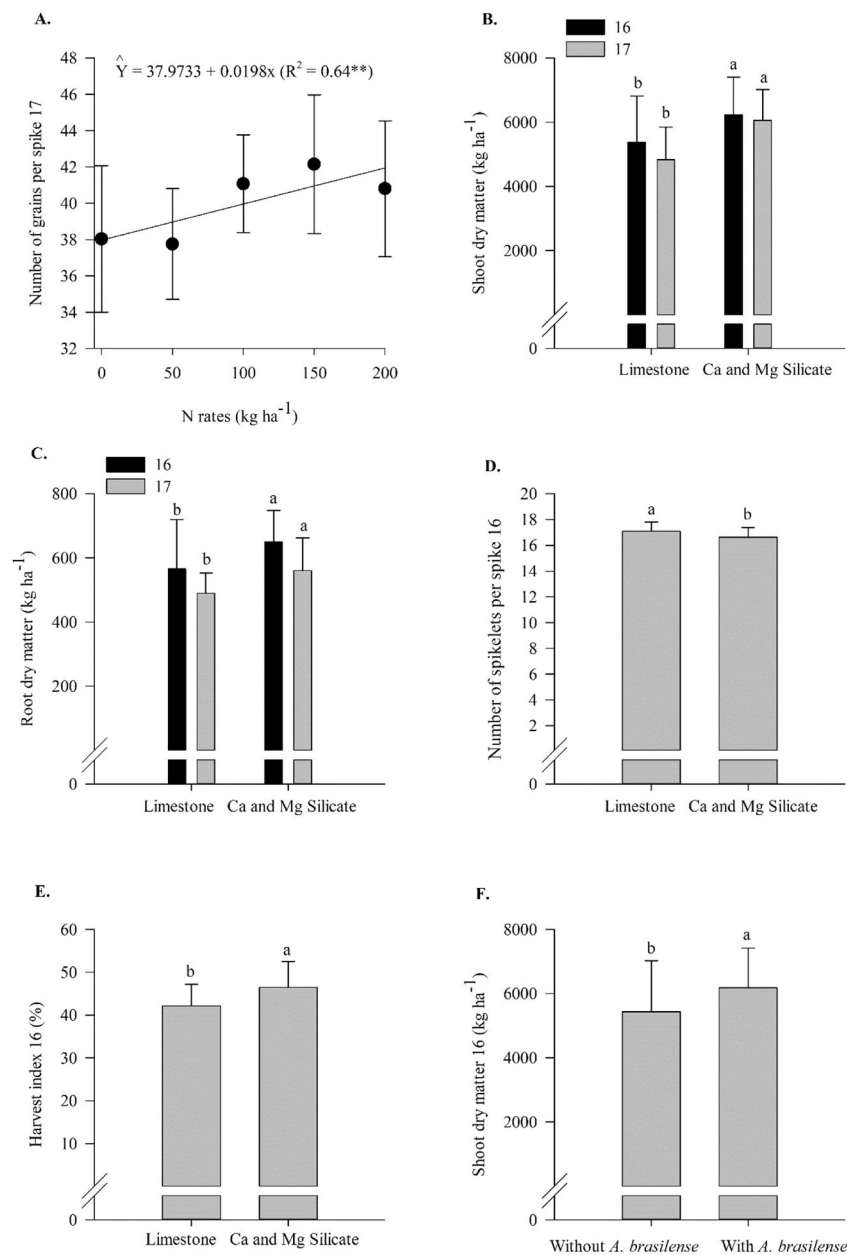 A.
Ŷ = 37.9733 + 0.0198x (R² = 0.64**)
Number of grains per spike 17
48
46
44
42
40
38
36
34
32
0 50 100 150 200
N rates (kg ha⁻¹)
B.
16
17
Shoot dry matter (kg ha⁻¹)
8000
6000
4000
2000
0
b b a a
Limestone Ca and Mg Silicate
C.
16
17
Root dry matter (kg ha⁻¹)
800
600
400
200
0
b b a a
Limestone Ca and Mg Silicate
D.
Number of spikelets per spike 16
20
18
16
14
12
10
8
6
4
2
0
a b
Limestone Ca and Mg Silicate
E.
Harvest index 16 (%)
60
50
40
30
20
10
0
b a
Limestone Ca and Mg Silicate
F.
Shoot dry matter 16 (kg ha⁻¹)
8000
6000
4000
2000
0
b a
Without A. brasilense With A. brasilense